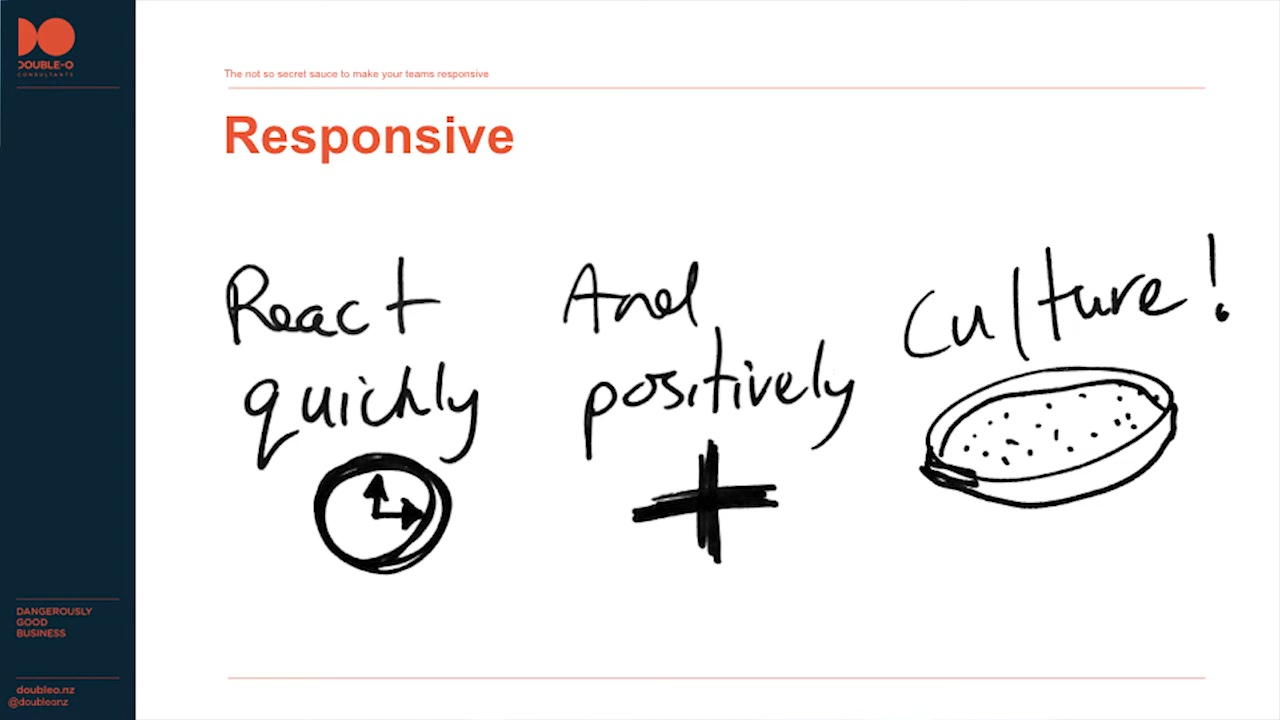 DOUBLE-O
CONSULTANTS
The not so secret sauce to make your teams responsive
Responsive
React
quickly
And
positively
Culture!
DANGEROUSLY
GOOD
BUSINESS
doubleo.nz
@doubleonz